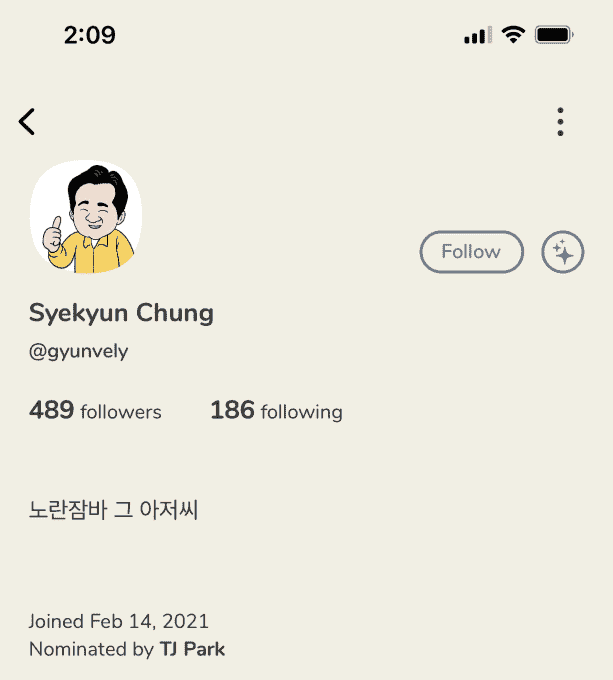 2:09
Follow
Syekyun Chung
@gyunvely
489 followers 186 following
노란잠바 그 아저씨
Joined Feb 14, 2021
Nominated by TJ Park